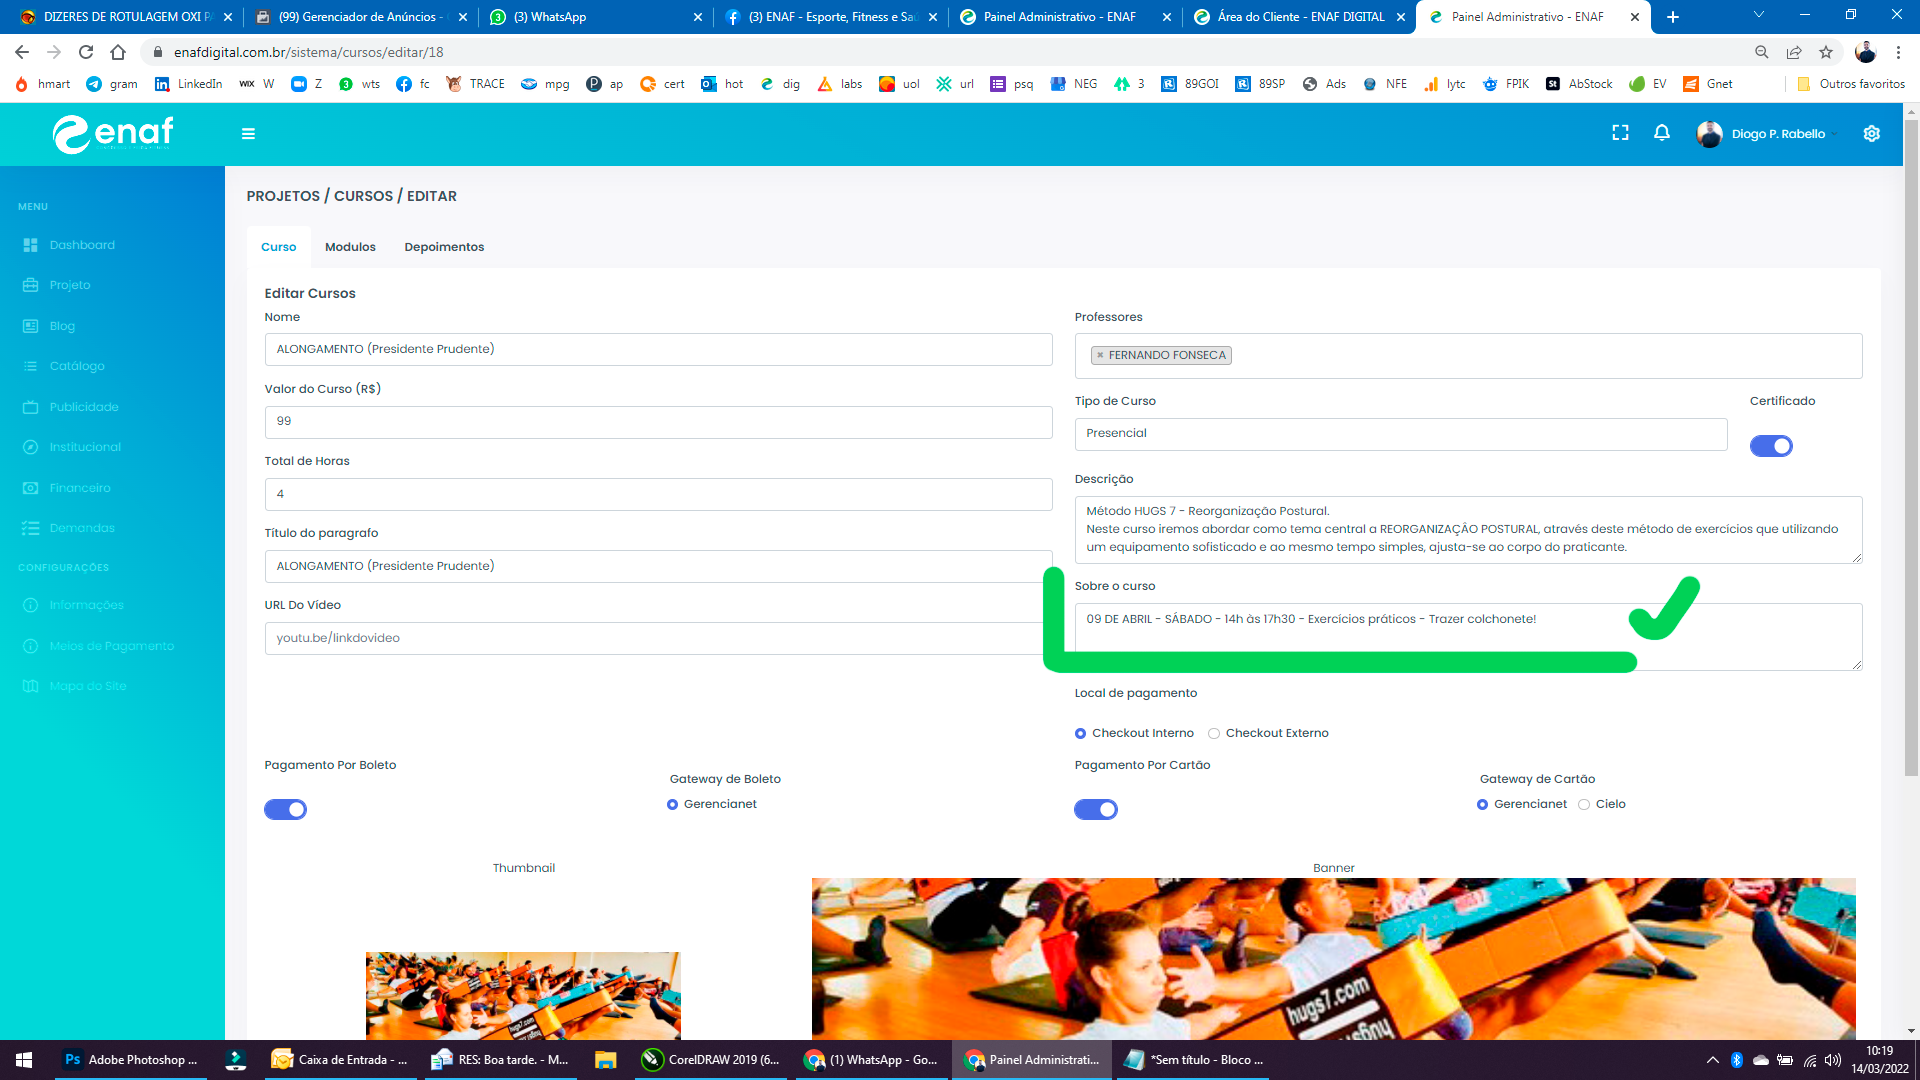 DIZERES DE ROTULAGEM OXI
(99) Gerenciador de Anúncios -
(3) WhatsApp
(3) ENAF - Esporte, Fitness e Saú
Painel Administrativo - ENAF
Área do Cliente - ENAF DIGITAL
Painel Administrativo - ENAF
enafdigital.com.br/sistema/cursos/editar/18
hmart
gram
LinkedIn
WIX W
Z
3 wts
fc
TRACE
mpg
ap
cert
hot
dig
labs
uol
url
psq
NEG
3
89GOI
89SP
Ads
NFE
lytc
FPIK
St AbStock
EV
Gnet
Outros favoritos
enaf
Diogo P. Rabello
MENU
Dashboard
Projeto
Blog
Catálogo
Publicidade
Institucional
Financeiro
Demandas
CONFIGURAÇÕES
Informações
Meios de Pagamento
Mapa do Site
PROJETOS / CURSOS / EDITAR
Curso
Modulos
Depoimentos
Editar Cursos
Nome
ALONGAMENTO (Presidente Prudente)
Valor do Curso (R$)
99
Total de Horas
4
Título do paragrafo
ALONGAMENTO (Presidente Prudente)
URL Do Vídeo
youtu.be/linkdovideo
Professores
× FERNANDO FONSECA
Tipo de Curso
Certificado
Presencial
Descrição
Método HUGS 7 - Reorganização Postural.
Neste curso iremos abordar como tema central a REORGANIZAÇÃO POSTURAL, através deste método de exercícios que utilizando
um equipamento sofisticado e ao mesmo tempo simples, ajusta-se ao corpo do praticante.
Sobre o curso
09 DE ABRIL - SÁBADO - 14h às 17h30 - Exercícios práticos - Trazer colchonete!
Local de pagamento
Checkout Interno
Checkout Externo
Pagamento Por Boleto
Gateway de Boleto
Gerencianet
Pagamento Por Cartão
Gateway de Cartão
Gerencianet
Cielo
Thumbnail
Banner
hugs7.com
hugs7.com
Ps Adobe Photoshop ...
Caixa de Entrada - ...
RES: Boa tarde. - M...
CorelDRAW 2019 (6...
(1) WhatsApp - Go...
Painel Administrati...
*Sem título - Bloco ...
10:19
14/03/2022